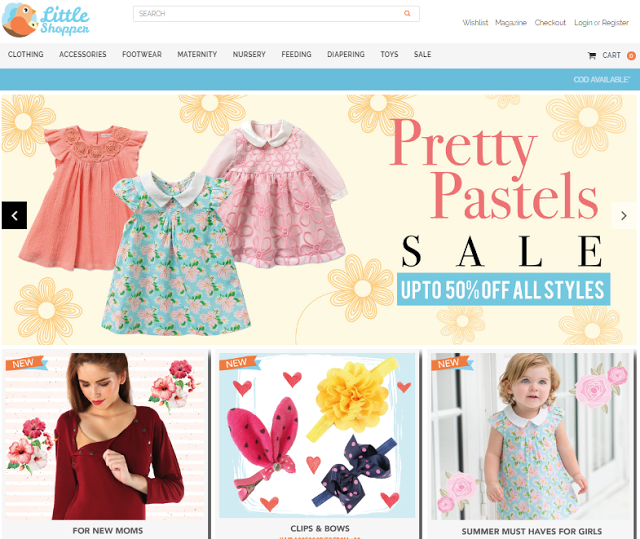 Little
Shopper
SEARCH
Wishlist Magazine Checkout Login or Register
CLOTHING ACCESSORIES FOOTWEAR MATERNITY NURSERY FEEDING DIAPERING TOYS SALE
CART 0
COD AVAILABLE*
Pretty
Pastels
SALE
UPTO 50% OFF ALL STYLES
NEW NEW NEW
FOR NEW MOMS
CLIPS & BOWS
SUMMER MUST HAVES FOR GIRLS